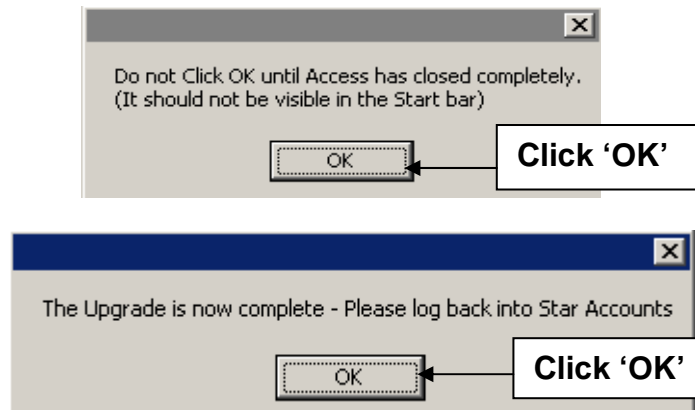 Do not Click OK until Access has closed completely.
(It should not be visible in the Start bar)
OK
Click ‘OK’
The Upgrade is now complete - Please log back into Star Accounts
OK
Click ‘OK’